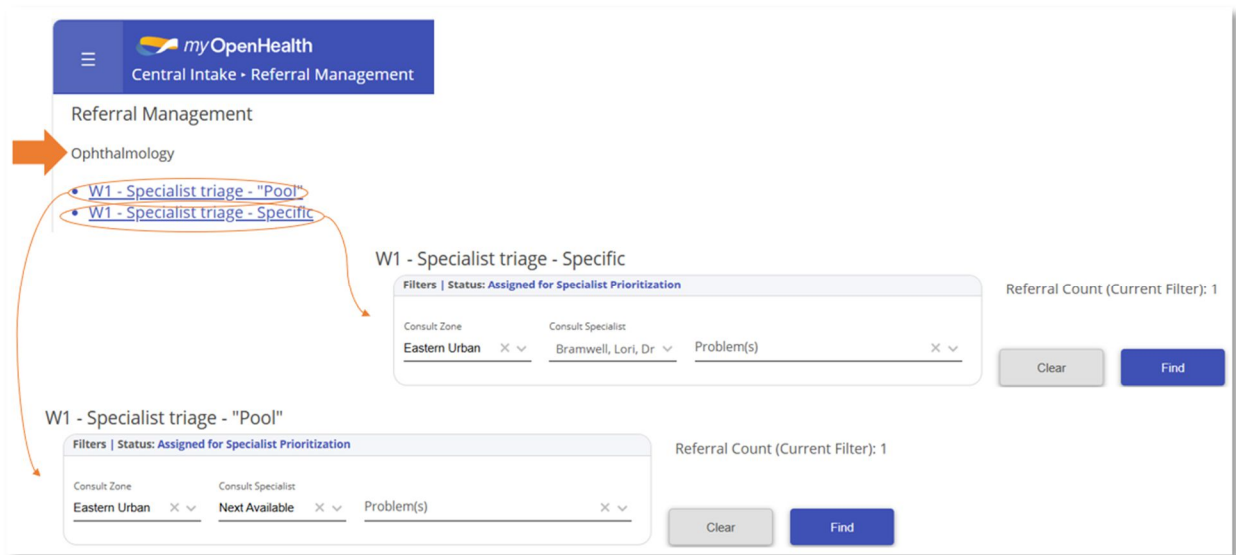 myOpenHealth
Central Intake ‣ Referral Management
Referral Management
Ophthalmology
• W1 - Specialist triage - "Pool"
• W1 - Specialist triage - Specific
W1 - Specialist triage - Specific
Filters | Status: Assigned for Specialist Prioritization
Referral Count (Current Filter): 1
Consult Zone Consult Specialist
Eastern Urban Bramwell, Lori, Dr Problem(s)
Clear Find
W1 - Specialist triage - "Pool"
Filters | Status: Assigned for Specialist Prioritization
Referral Count (Current Filter): 1
Consult Zone Consult Specialist
Eastern Urban Next Available Problem(s)
Clear Find